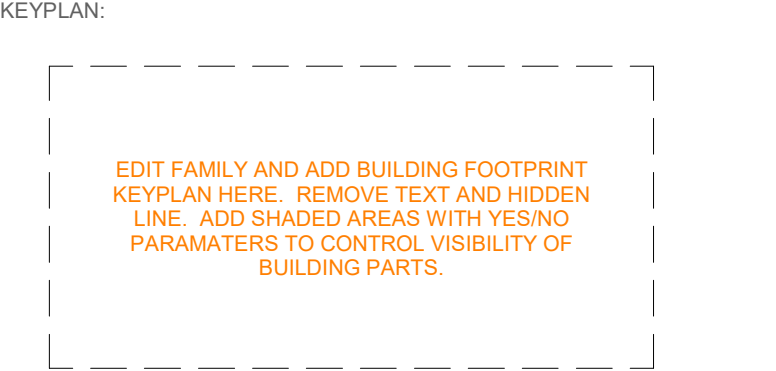 KEYPLAN:
EDIT FAMILY AND ADD BUILDING FOOTPRINT
KEYPLAN HERE.  REMOVE TEXT AND HIDDEN
LINE.  ADD SHADED AREAS WITH YES/NO
PARAMATERS TO CONTROL VISIBILITY OF
BUILDING PARTS.